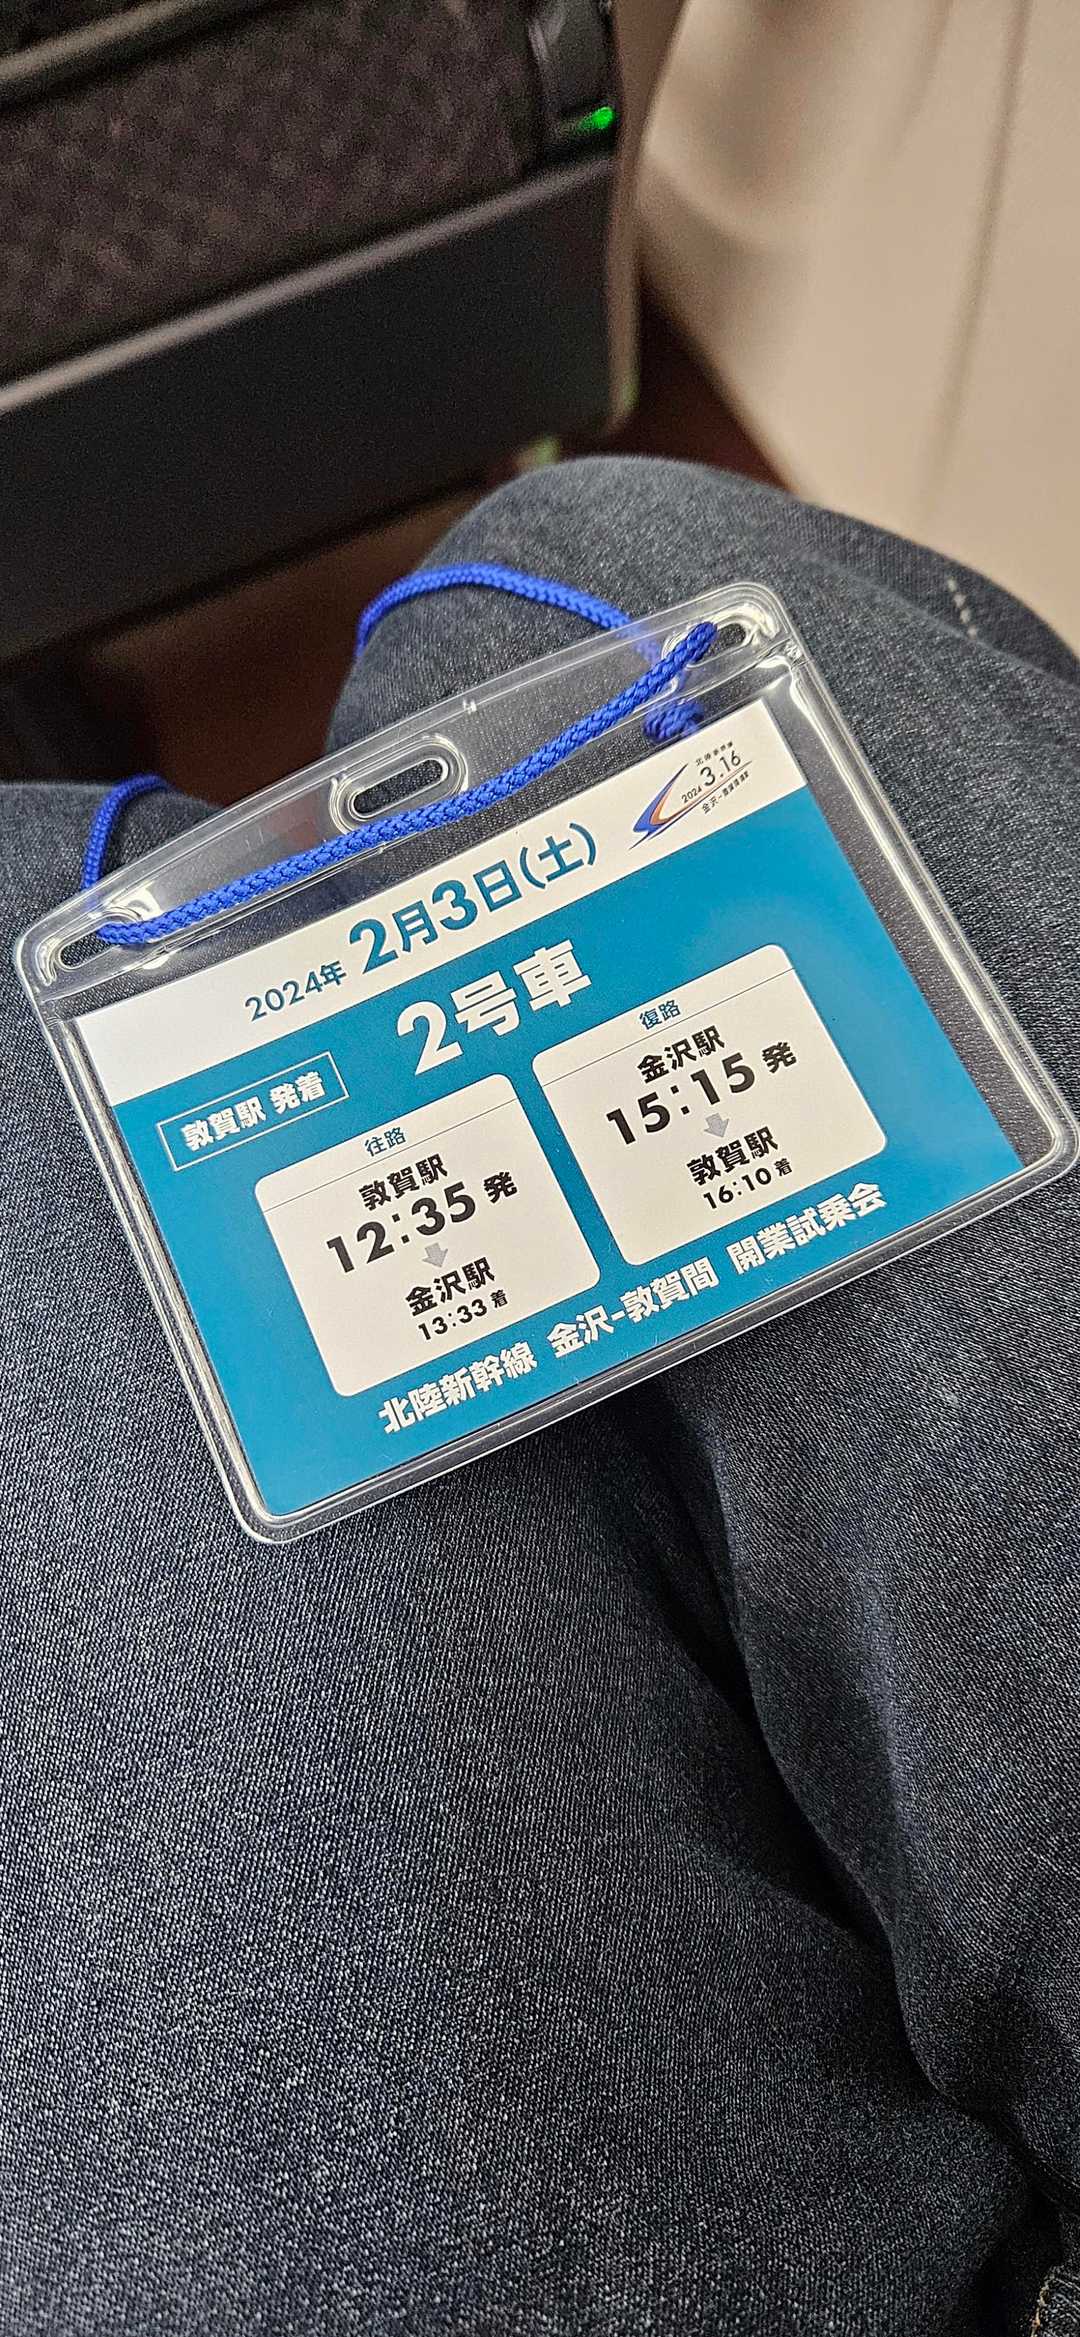 北陸新幹線
2024 3.16
金沢-敦賀間開業
2024年 2月3日(土)
2号車
敦賀駅 発着
往路
敦賀駅
12:35 発
金沢駅
13:33 着
復路
金沢駅
15:15 発
敦賀駅
16:10 着
北陸新幹線 金沢-敦賀間 開業試乗会